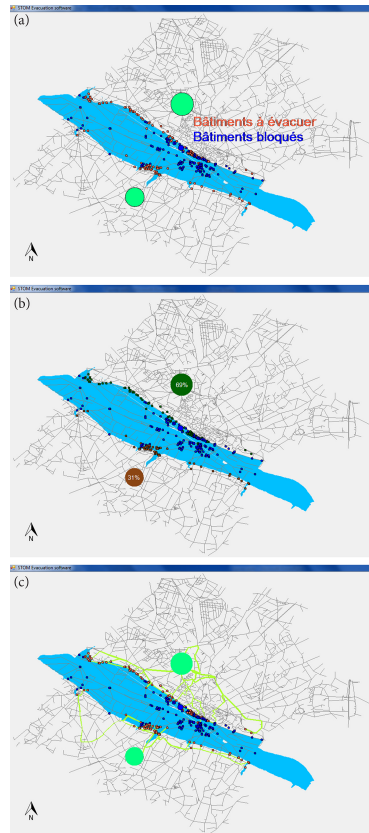 STOM Evacuation software
(a)
Bâtiments à évacuer
Bâtiments bloqués
N
STOM Evacuation software
(b)
69%
31%
N
STOM Evacuation software
(c)
N